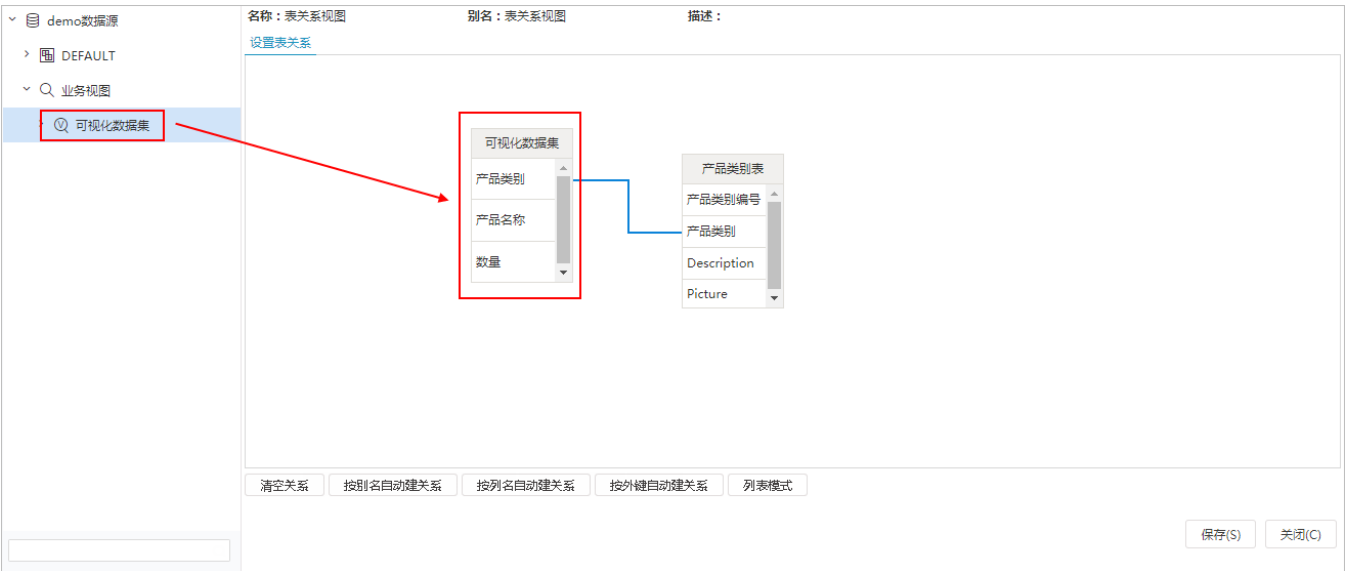 demo数据源
DEFAULT
业务视图
可视化数据集
名称：表关系视图 别名：表关系视图 描述：
设置表关系
可视化数据集
产品类别
产品名称
数量
产品类别表
产品类别编号
产品类别
Description
Picture
清空关系 按别名自动建关系 按列名自动建关系 按外键自动建关系 列表模式
保存(S) 关闭(C)